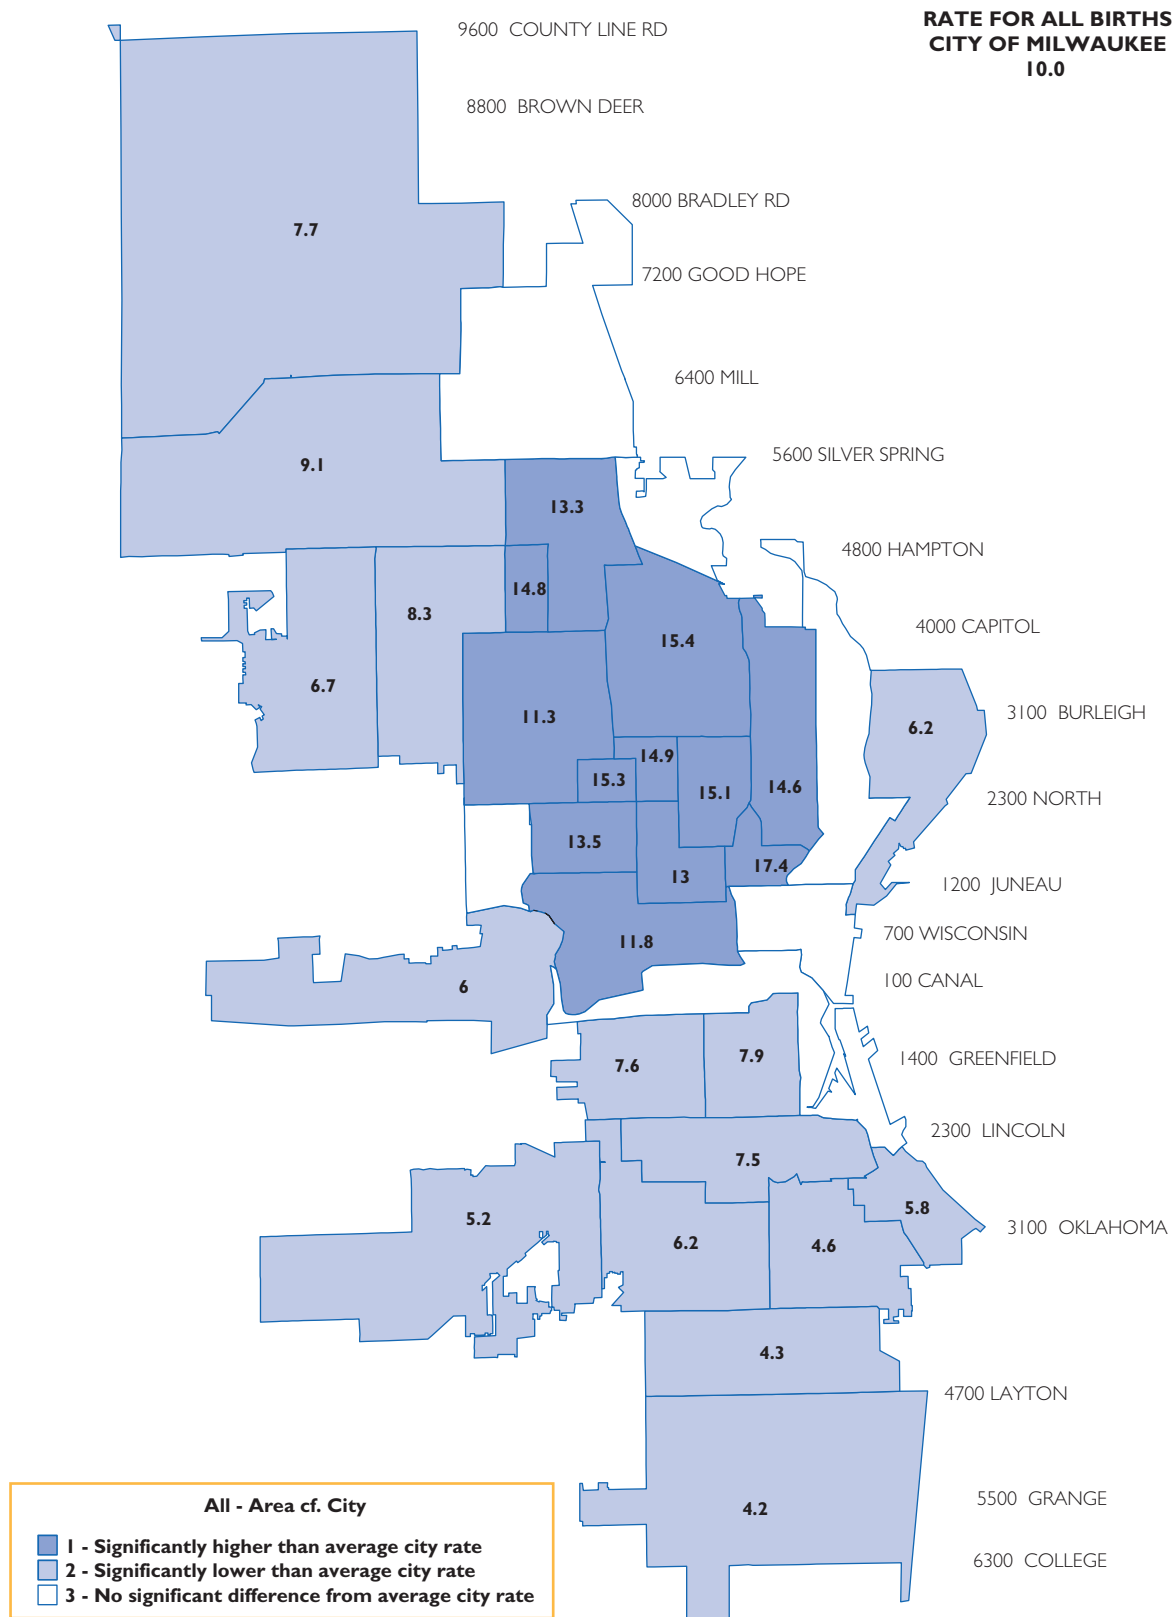 RATE FOR ALL BIRTHS
CITY OF MILWAUKEE
10.0
9600 COUNTY LINE RD
8800 BROWN DEER
8000 BRADLEY RD
7.7
7200 GOOD HOPE
6400 MILL
5600 SILVER SPRING
9.1
13.3
4800 HAMPTON
14.8
8.3
4000 CAPITOL
15.4
6.7
3100 BURLEIGH
11.3
6.2
14.9
15.3
14.6
15.1
2300 NORTH
13.5
17.4
13
1200 JUNEAU
700 WISCONSIN
11.8
100 CANAL
6
1400 GREENFIELD
7.9
7.6
2300 LINCOLN
7.5
5.8
5.2
3100 OKLAHOMA
6.2
4.6
4.3
4700 LAYTON
5500 GRANGE
4.2
6300 COLLEGE
All - Area cf. City
1 - Significantly higher than average city rate
2 - Significantly lower than average city rate
3 - No significant difference from average city rate